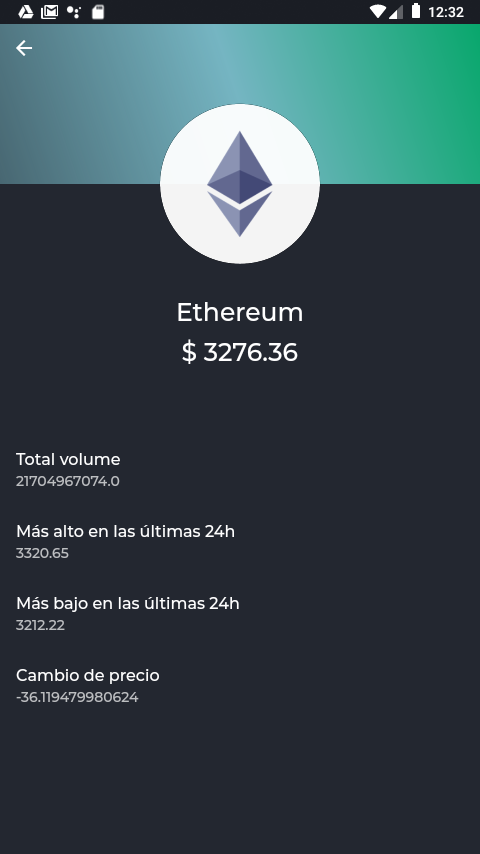 12:32
Ethereum
$ 3276.36
Total volume
21704967074.0
Más alto en las últimas 24h
3320.65
Más bajo en las últimas 24h
3212.22
Cambio de precio
-36.119479980624